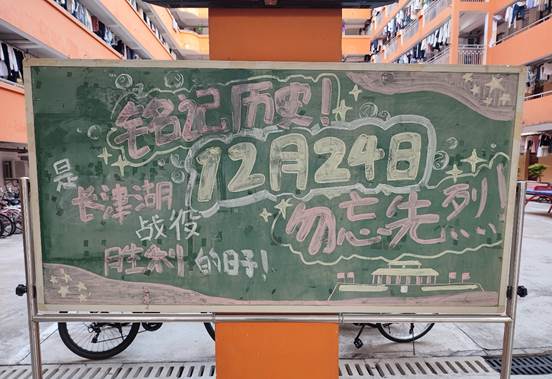 铭记历史！
12月24日
是
长津湖
战役
胜利的日子！
勿忘先烈！